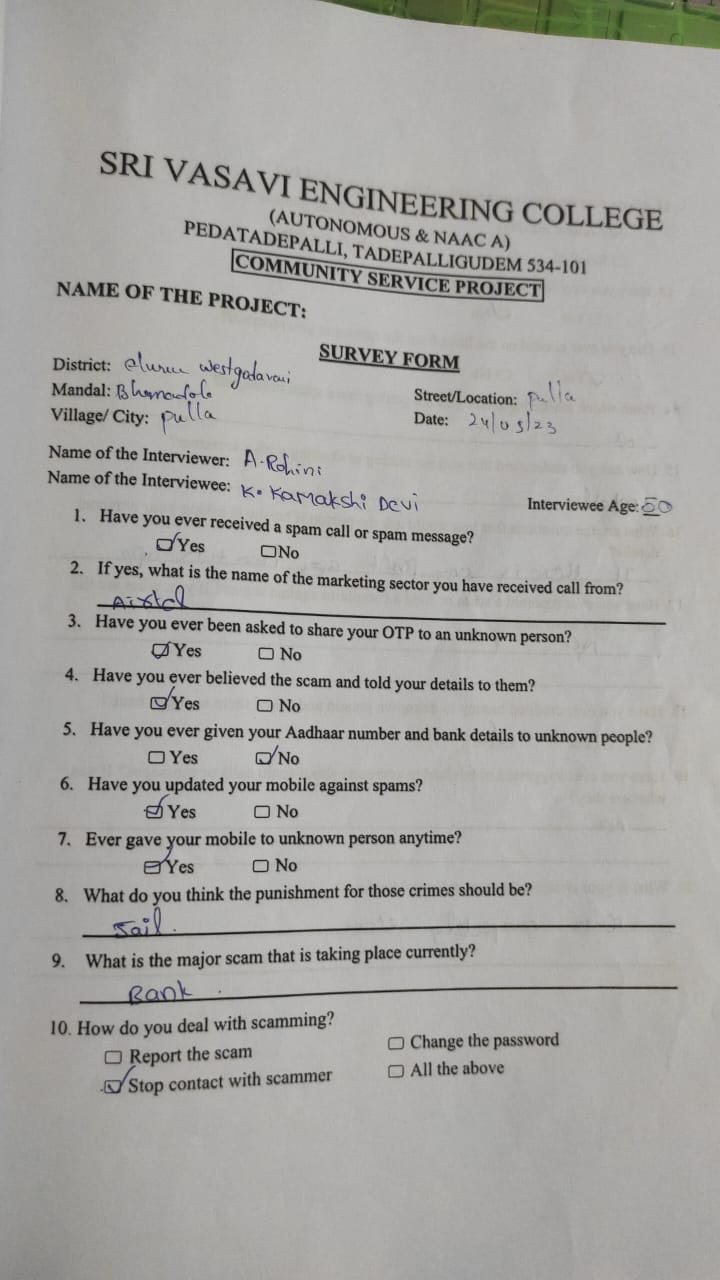 SRI VASAVI ENGINEERING COLLEGE
(AUTONOMOUS & NAAC A)
PEDATADEPALLI, TADEPALLIGUDEM 534-101
COMMUNITY SERVICE PROJECT
NAME OF THE PROJECT:
SURVEY FORM
District: eluru westgodavari
Mandal: Bhemadole
Street/Location: pulla
Village/ City: pulla
Date: 24/03/23
Name of the Interviewer: A-Rohini
Name of the Interviewee: K. Kamakshi Devi
Interviewee Age: 50
1. Have you ever received a spam call or spam message?
☑Yes ☐No
2. If yes, what is the name of the marketing sector you have received call from?
Airtel
3. Have you ever been asked to share your OTP to an unknown person?
☑Yes ☐ No
4. Have you ever believed the scam and told your details to them?
☑Yes ☐ No
5. Have you ever given your Aadhaar number and bank details to unknown people?
☐ Yes ☑No
6. Have you updated your mobile against spams?
☑Yes ☐ No
7. Ever gave your mobile to unknown person anytime?
☑Yes ☐ No
8. What do you think the punishment for those crimes should be?
Jail.
9. What is the major scam that is taking place currently?
Bank.
10. How do you deal with scamming?
☐ Report the scam ☐ Change the password
☑Stop contact with scammer ☐ All the above